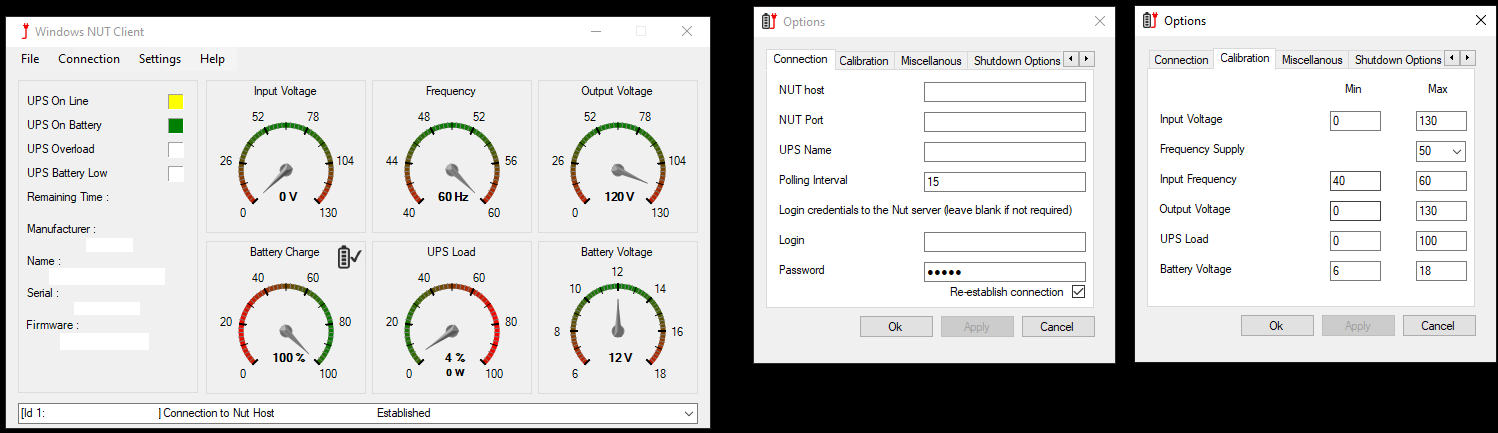 Windows NUT Client
File Connection Settings Help
UPS On Line
UPS On Battery
UPS Overload
UPS Battery Low
Remaining Time :
Manufacturer :
Name :
Serial :
Firmware :
Input Voltage
52 78
26 104
0 V
0 130
Frequency
48 52
44 56
60 Hz
40 60
Output Voltage
52 78
26 104
120 V
0 130
Battery Charge
40 60
20 80
100 %
0 100
UPS Load
40 60
20 80
4 %
0 W
0 100
Battery Voltage
12
10 14
8 16
12 V
6 18
[Id 1: ] Connection to Nut Host Established
Options
Connection Calibration Miscellanous Shutdown Options
NUT host
NUT Port
UPS Name
Polling Interval 15
Login credentials to the Nut server (leave blank if not required)
Login
Password ●●●●●
Re-establish connection
Ok Apply Cancel
Options
Connection Calibration Miscellanous Shutdown Options
Min Max
Input Voltage 0 130
Frequency Supply 50
Input Frequency 40 60
Output Voltage 0 130
UPS Load 0 100
Battery Voltage 6 18
Ok Apply Cancel